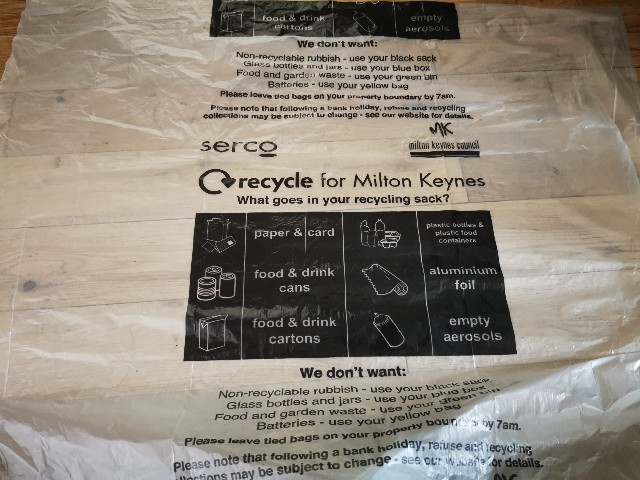 food & drink
cartons
empty
aerosols
We don't want:
Non-recyclable rubbish - use your black sack
Glass bottles and jars - use your blue box
Food and garden waste - use your green bin
Batteries - use your yellow bag
Please leave tied bags on your property boundary by 7am.
Please note that following a bank holiday, refuse and recycling
collections may be subject to change - see our website for details.
serco
MK
milton keynes council
recycle for Milton Keynes
What goes in your recycling sack?
paper & card
plastic bottles &
plastic food
containers
food & drink
cans
aluminium
foil
food & drink
cartons
empty
aerosols
We don't want:
Non-recyclable rubbish - use your black sack
Glass bottles and jars - use your blue box
Food and garden waste - use your green bin
Batteries - use your yellow bag
Please leave tied bags on your property boundary by 7am.
Please note that following a bank holiday, refuse and recycling
collections may be subject to change - see our website for details.